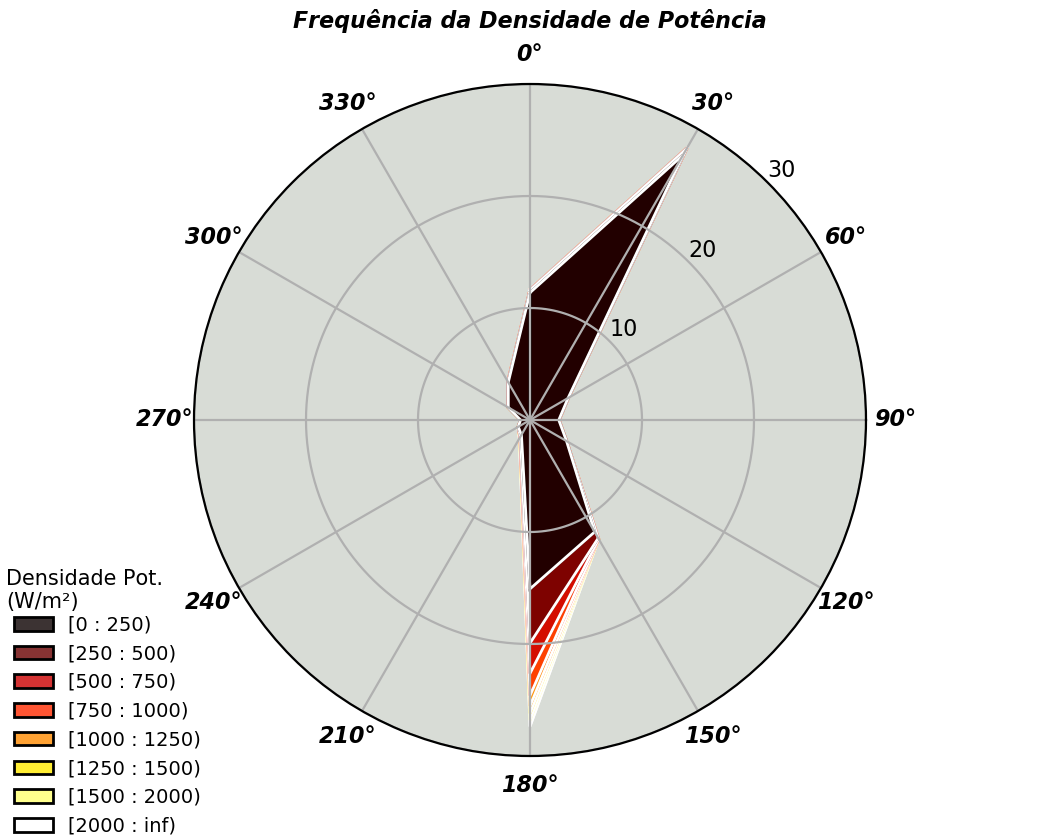 Frequência da Densidade de Potência
0°
330°
30°
30
300°
60°
20
10
270°
90°
Densidade Pot.
(W/m²)
240°
120°
[0 : 250)
[250 : 500)
[500 : 750)
[750 : 1000)
[1000 : 1250)
[1250 : 1500)
[1500 : 2000)
[2000 : inf)
210°
150°
180°